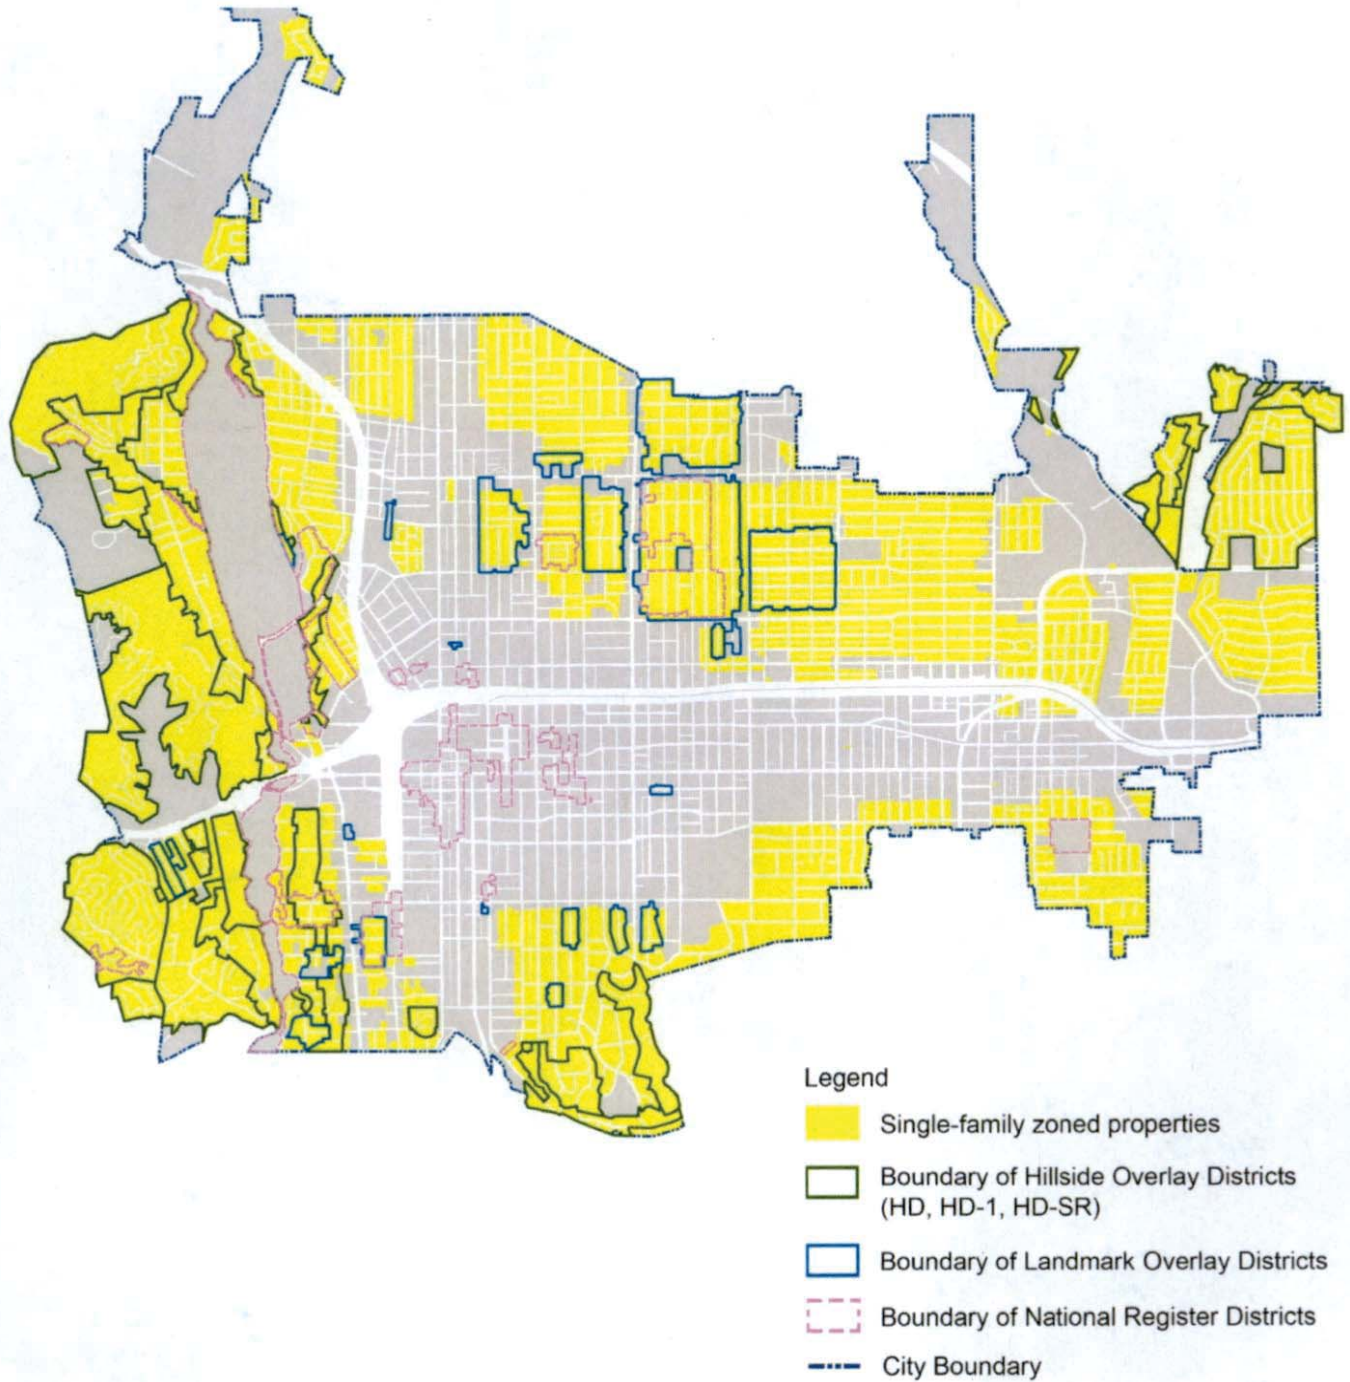 Legend
Single-family zoned properties
Boundary of Hillside Overlay Districts
(HD, HD-1, HD-SR)
Boundary of Landmark Overlay Districts
Boundary of National Register Districts
City Boundary